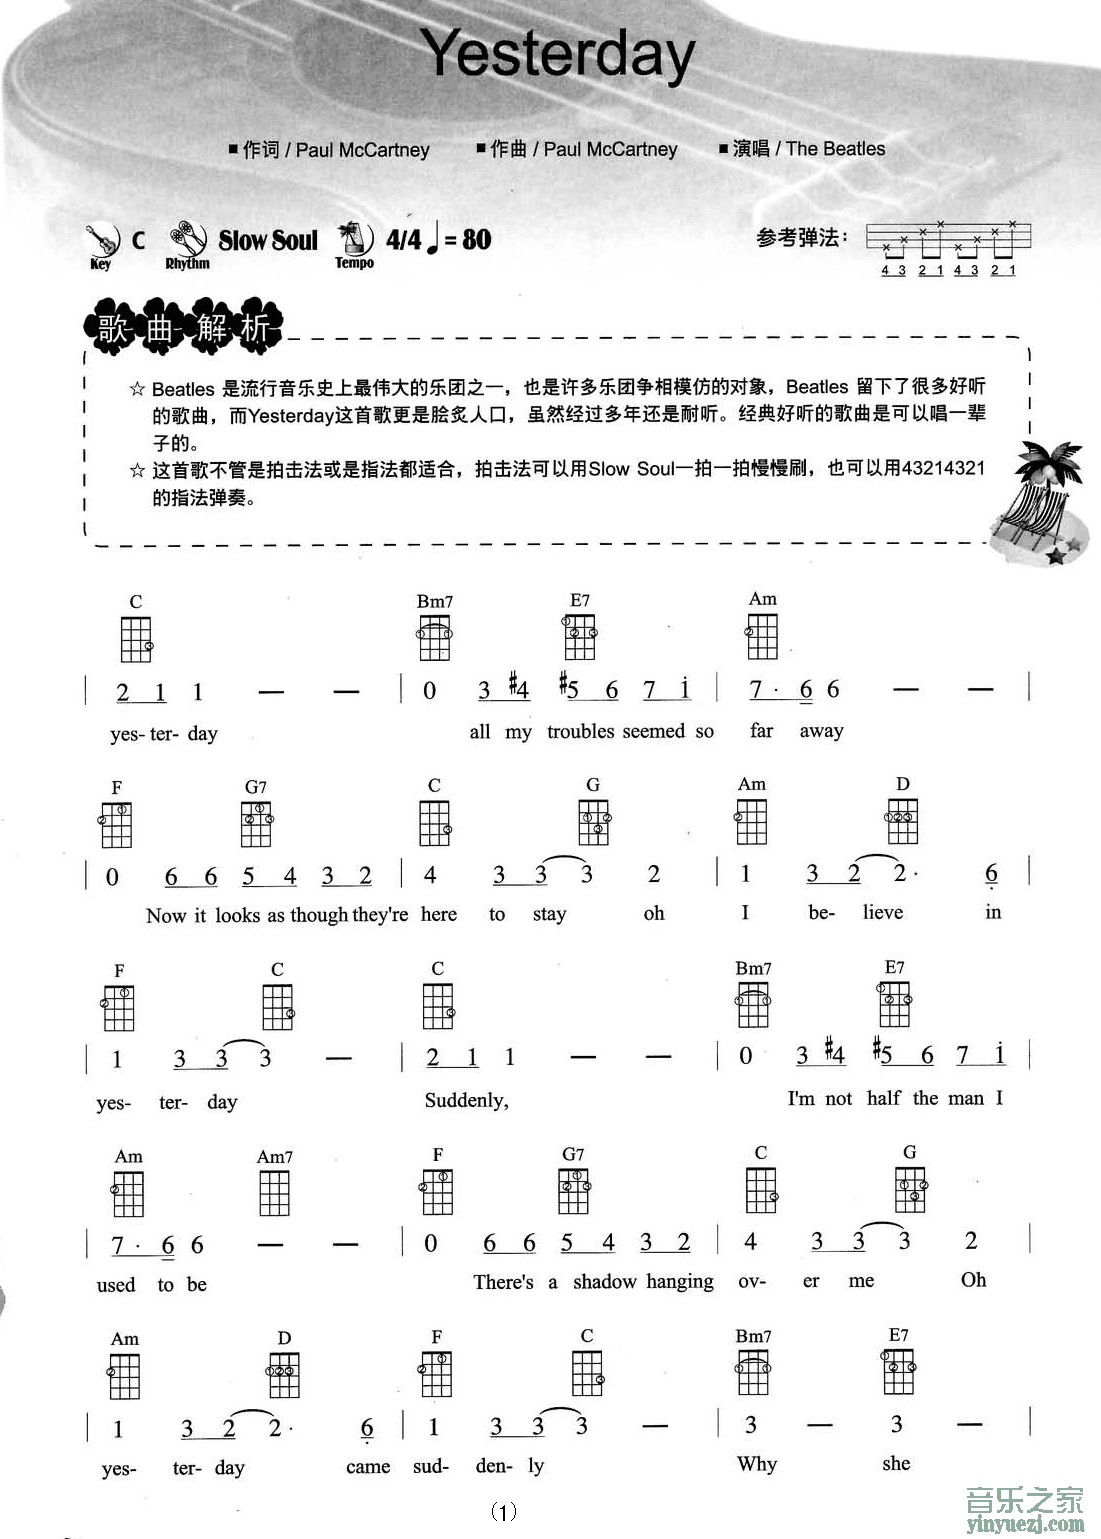 Yesterday
■ 作词 / Paul McCartney ■ 作曲 / Paul McCartney ■ 演唱 / The Beatles
Key C Rhythm Slow Soul Tempo 4/4 ♩= 80 参考弹法：
4 3 2 1 4 3 2 1
歌曲解析
☆ Beatles 是流行音乐史上最伟大的乐团之一，也是许多乐团争相模仿的对象，Beatles 留下了很多好听
的歌曲，而Yesterday这首歌更是脍炙人口，虽然经过多年还是耐听。经典好听的歌曲是可以唱一辈
子的。
☆ 这首歌不管是拍击法或是指法都适合，拍击法可以用Slow Soul一拍一拍慢慢刷，也可以用43214321
的指法弹奏。
C Bm7 E7 Am
| 2 1 1 — — | 0 3 #4 #5 6 7 i | 7 · 6 6 — — |
yes- ter- day all my troubles seemed so far away
F G7 C G Am D
| 0 6 6 5 4 3 2 | 4 3 3 3 2 | 1 3 2 2 · 6 |
Now it looks as though they're here to stay oh I be- lieve in
F C C Bm7 E7
| 1 3 3 3 — | 2 1 1 — — | 0 3 #4 #5 6 7 i |
yes- ter- day Suddenly, I'm not half the man I
Am Am7 F G7 C G
| 7 · 6 6 — — | 0 6 6 5 4 3 2 | 4 3 3 3 2 |
used to be There's a shadow hanging ov- er me Oh
Am D F C Bm7 E7
| 1 3 2 2 · 6 | 1 3 3 3 — | 3 — 3 — |
yes- ter- day came sud- den- ly Why she
(1)
音乐之家
yinyuezj.com